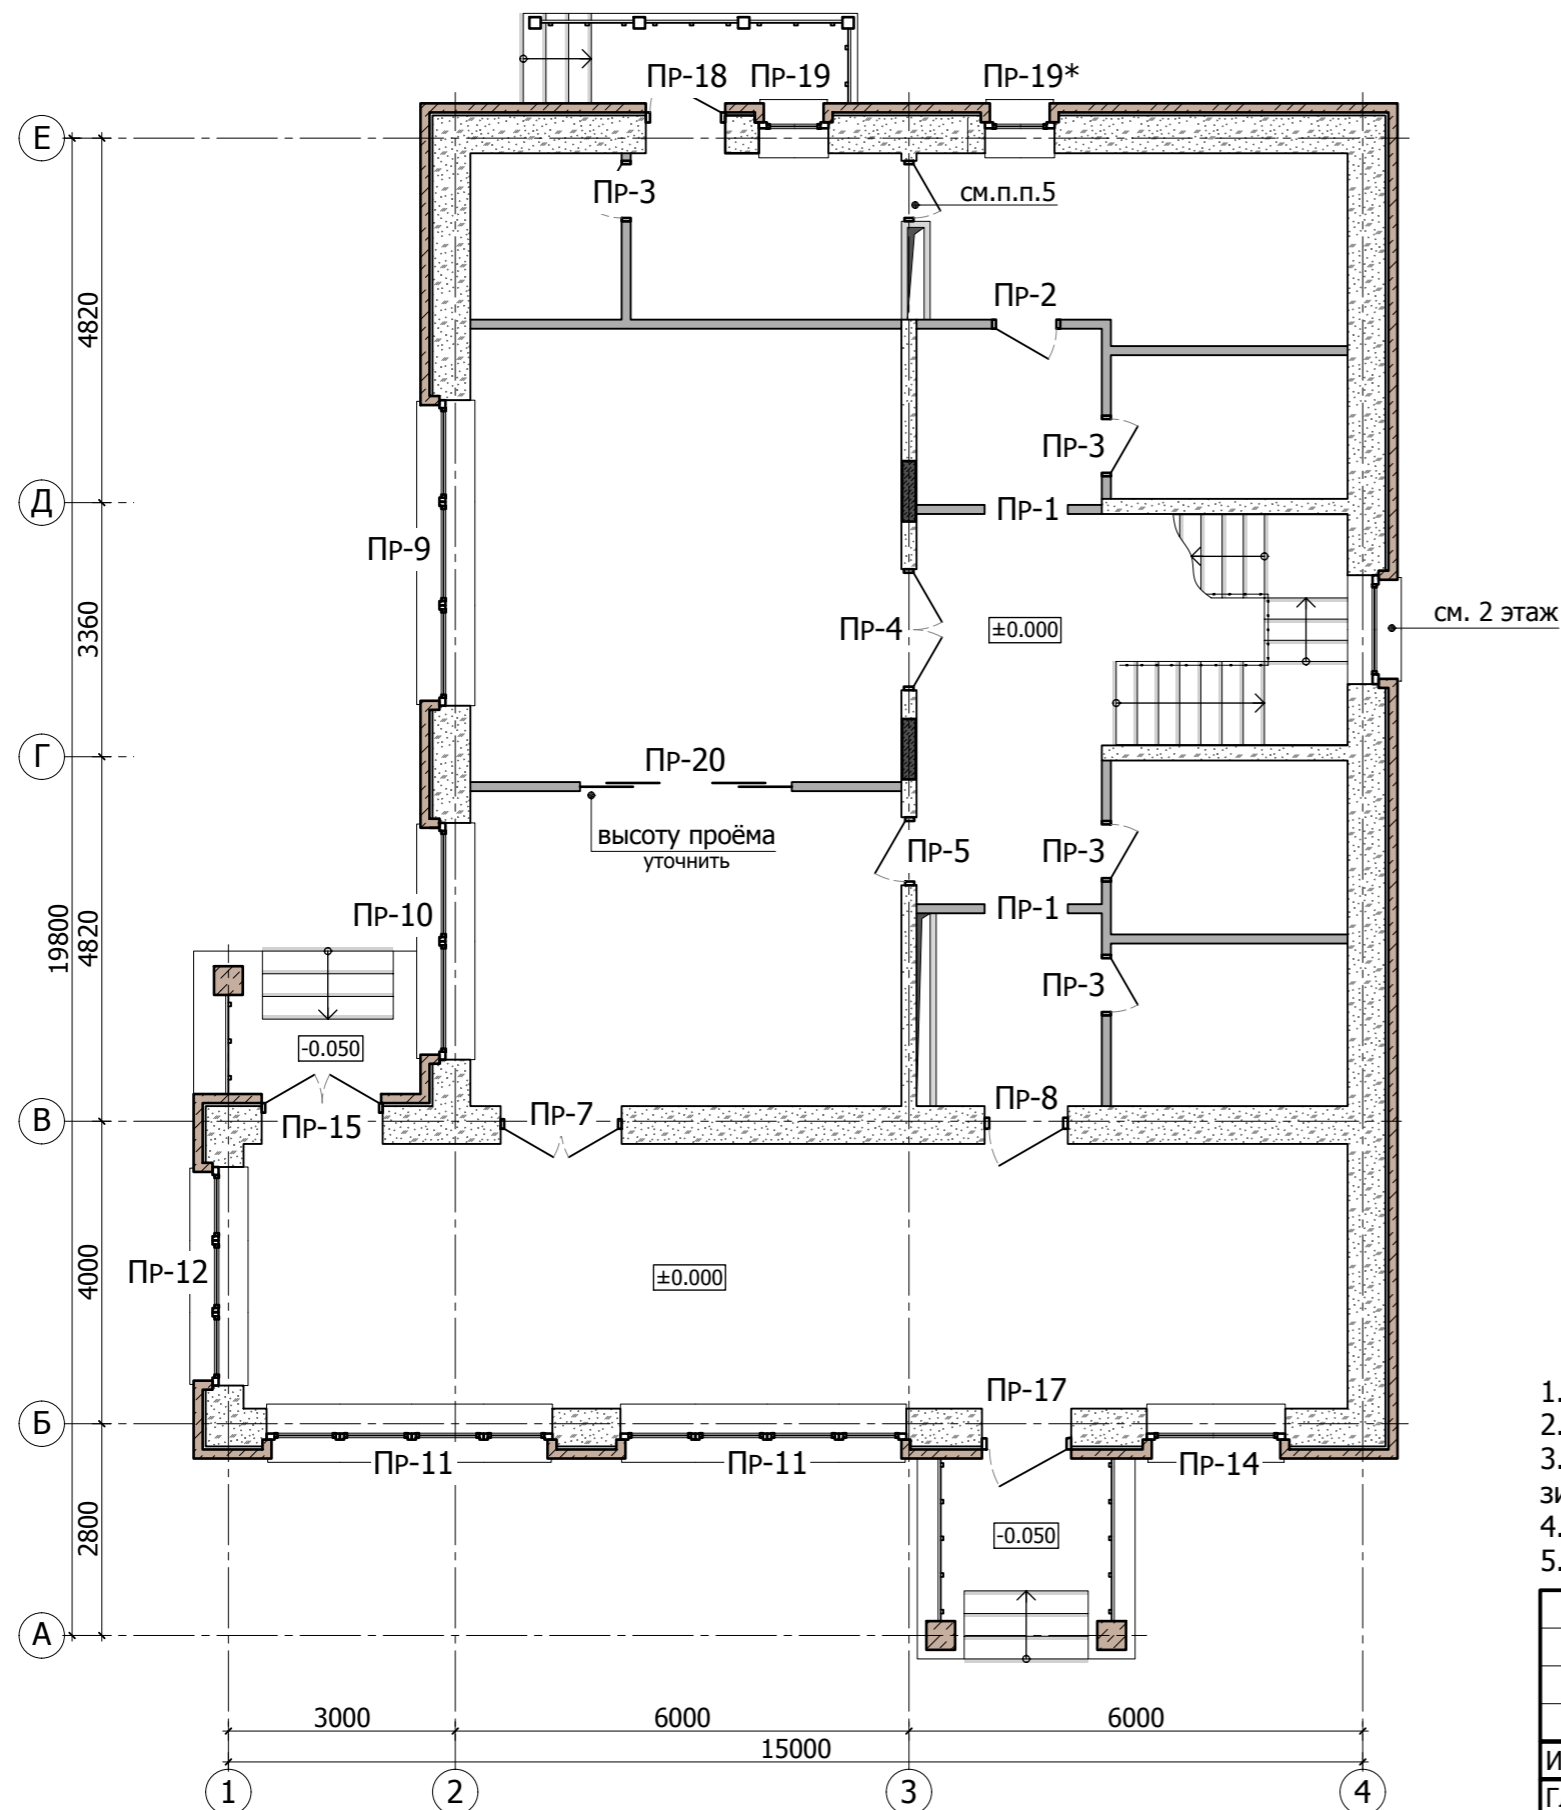 Пр-18 Пр-19 Пр-19*
Е
Пр-3
см.п.п.5
4820
Пр-2
Пр-3
Д
Пр-1
Пр-9
3360
Пр-4
±0.000
см. 2 этаж
Г
Пр-20
высоту проёма
уточнить
Пр-5
Пр-3
Пр-10
Пр-1
19800
4820
Пр-3
-0.050
В
Пр-15
Пр-7
Пр-8
4000
Пр-12
±0.000
Пр-17
Б
Пр-11
Пр-11
Пр-14
1.
2.
3.
зи
4.
5.
2800
-0.050
А
3000
6000
6000
15000
И
Г.
1
2
3
4